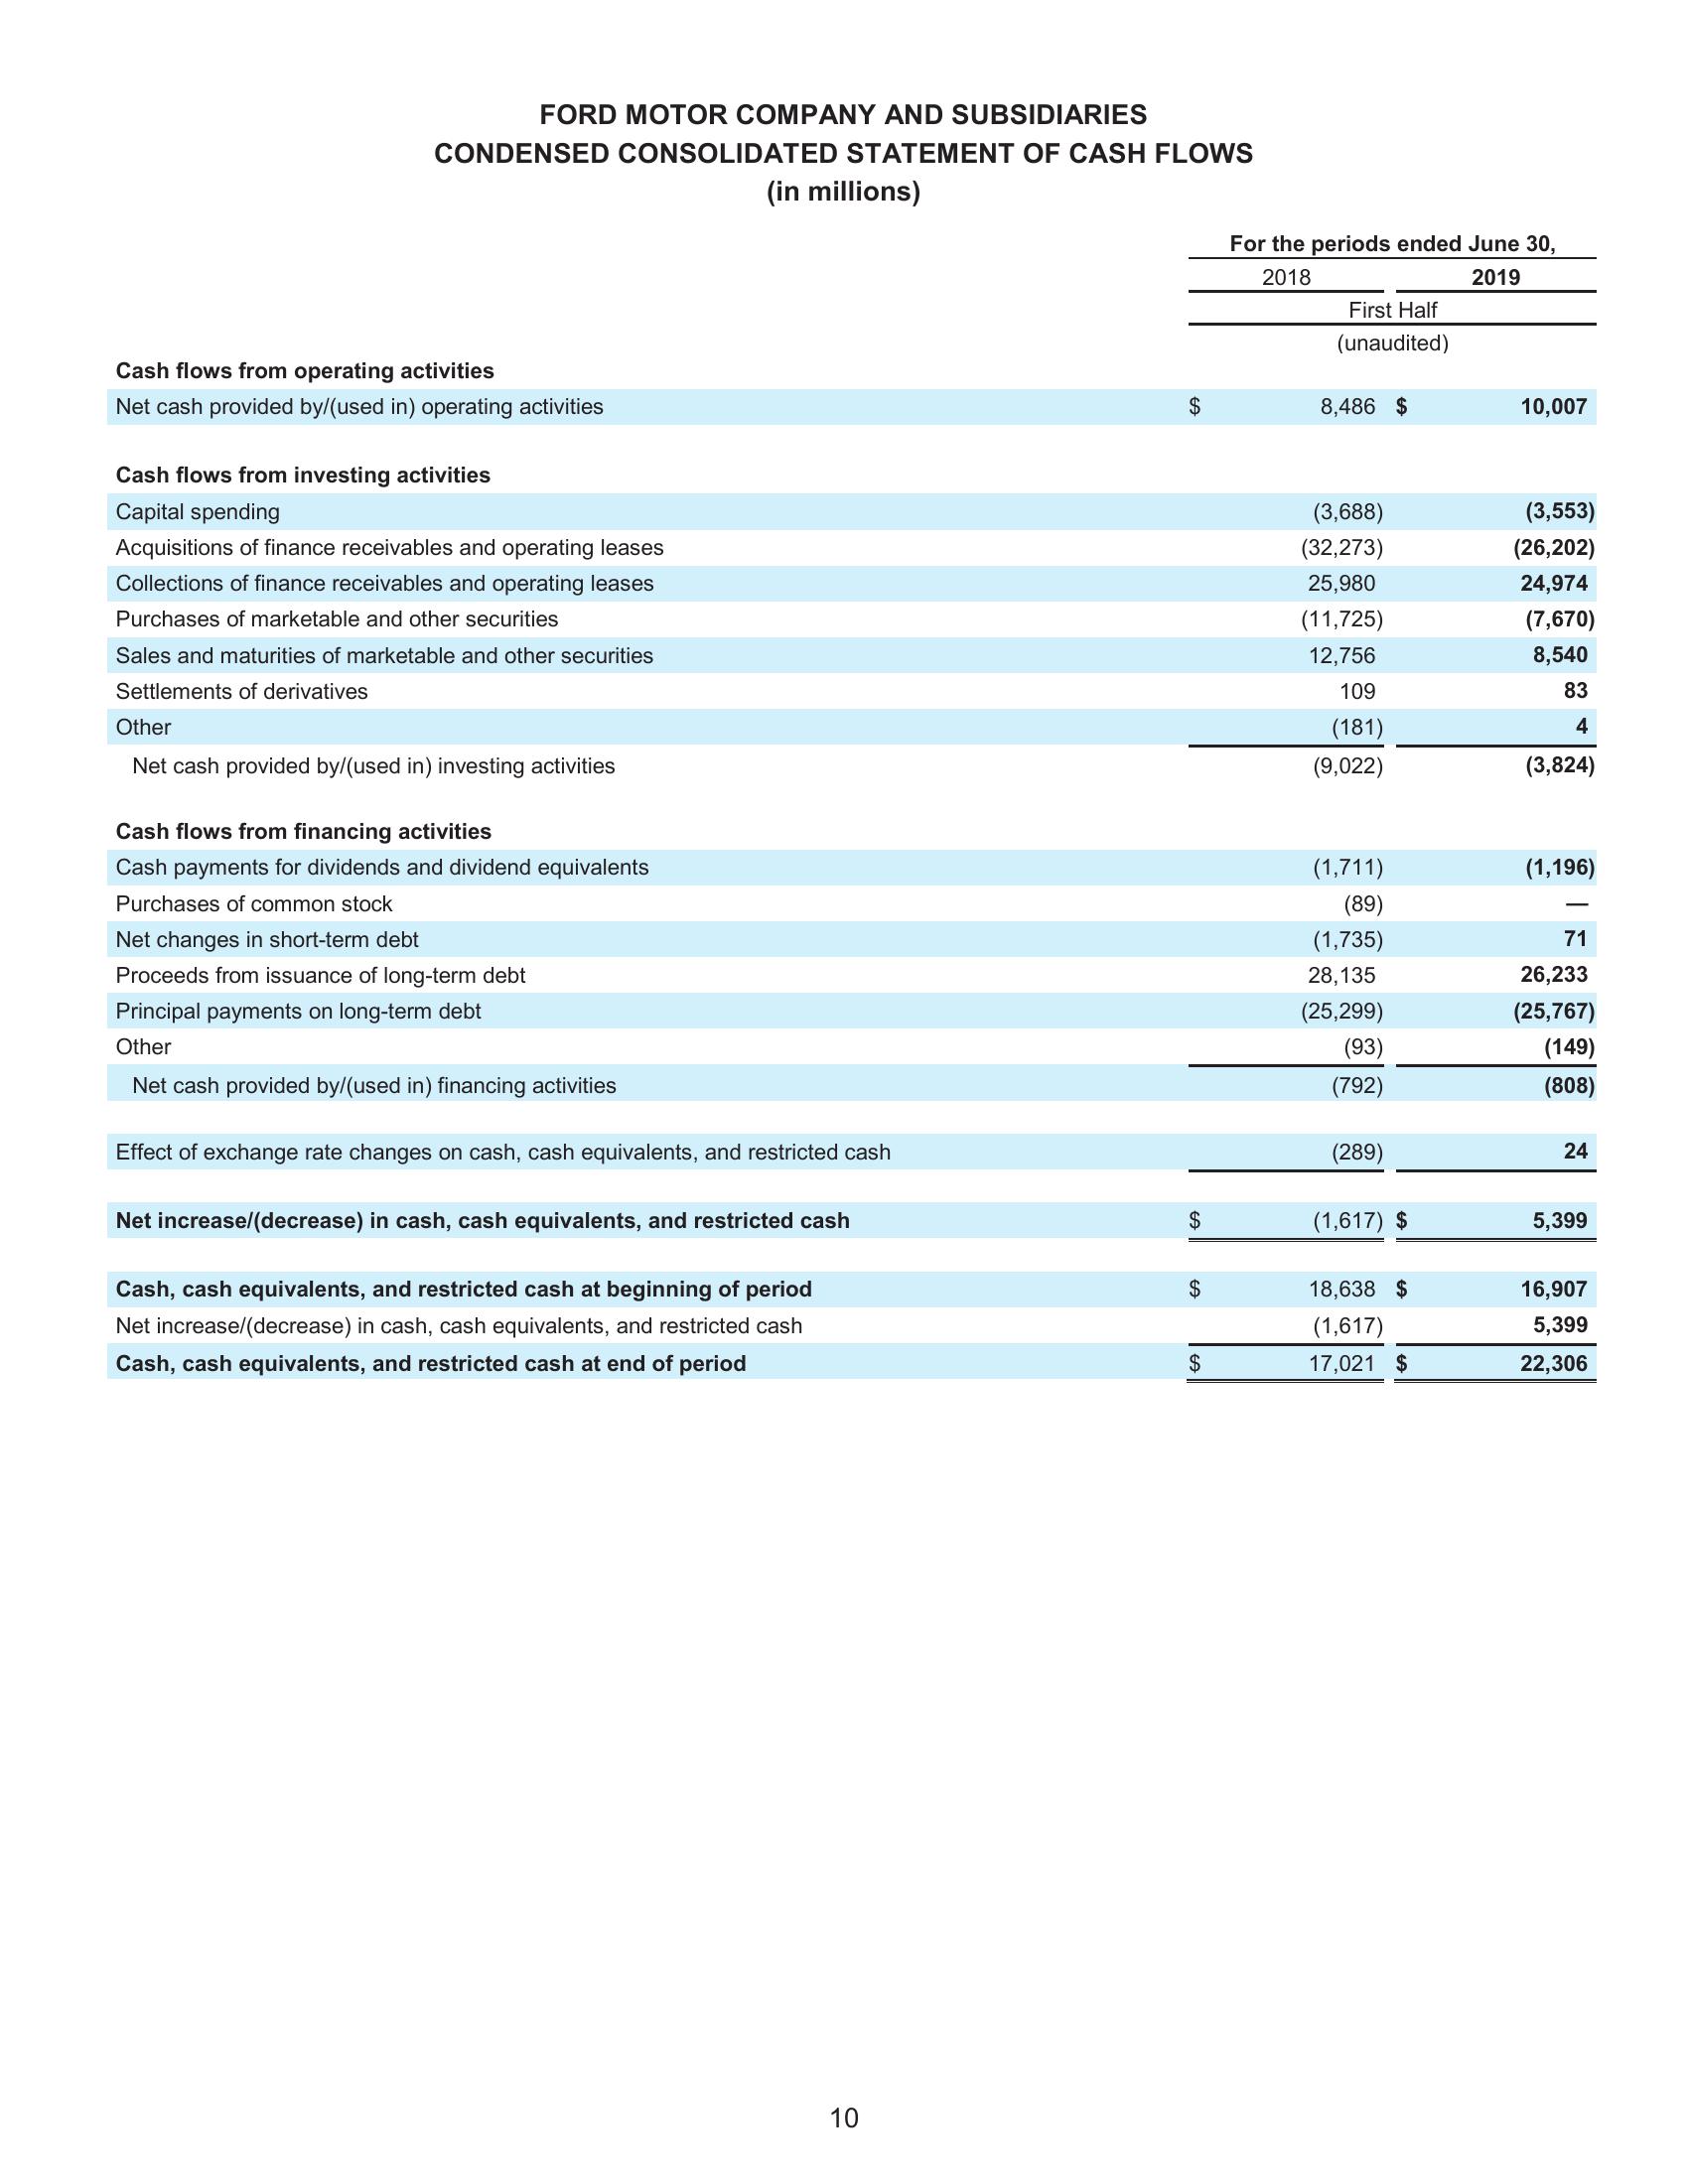 FORD MOTOR COMPANY AND SUBSIDIARIES
CONDENSED CONSOLIDATED STATEMENT OF CASH FLOWS
(in millions)
For the periods ended June 30,
2018 2019
First Half
(unaudited)
Cash flows from operating activities
Net cash provided by/(used in) operating activities $ 8,486 $ 10,007
Cash flows from investing activities
Capital spending (3,688) (3,553)
Acquisitions of finance receivables and operating leases (32,273) (26,202)
Collections of finance receivables and operating leases 25,980 24,974
Purchases of marketable and other securities (11,725) (7,670)
Sales and maturities of marketable and other securities 12,756 8,540
Settlements of derivatives 109 83
Other (181) 4
Net cash provided by/(used in) investing activities (9,022) (3,824)
Cash flows from financing activities
Cash payments for dividends and dividend equivalents (1,711) (1,196)
Purchases of common stock (89) —
Net changes in short-term debt (1,735) 71
Proceeds from issuance of long-term debt 28,135 26,233
Principal payments on long-term debt (25,299) (25,767)
Other (93) (149)
Net cash provided by/(used in) financing activities (792) (808)
Effect of exchange rate changes on cash, cash equivalents, and restricted cash (289) 24
Net increase/(decrease) in cash, cash equivalents, and restricted cash $ (1,617) $ 5,399
Cash, cash equivalents, and restricted cash at beginning of period $ 18,638 $ 16,907
Net increase/(decrease) in cash, cash equivalents, and restricted cash (1,617) 5,399
Cash, cash equivalents, and restricted cash at end of period $ 17,021 $ 22,306
10